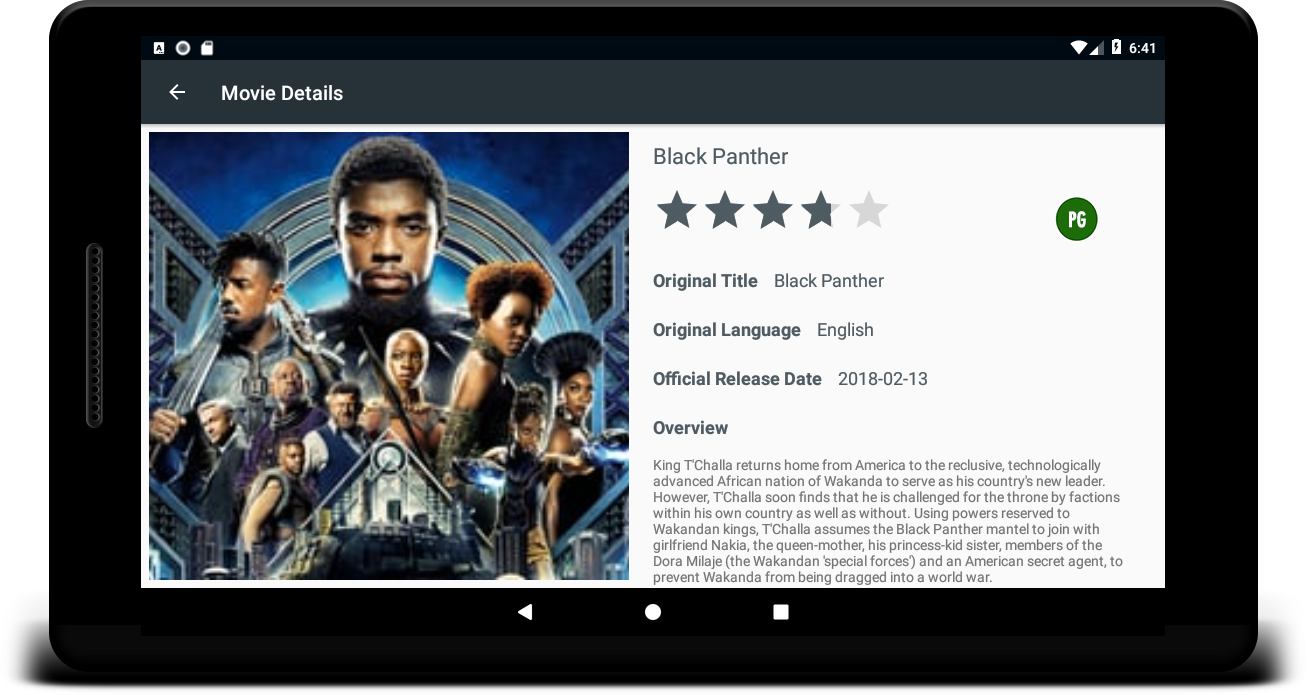 6:41
Movie Details
Black Panther
PG
Original Title Black Panther
Original Language English
Official Release Date 2018-02-13
Overview
King T'Challa returns home from America to the reclusive, technologically
advanced African nation of Wakanda to serve as his country's new leader.
However, T'Challa soon finds that he is challenged for the throne by factions
within his own country as well as without. Using powers reserved to
Wakandan kings, T'Challa assumes the Black Panther mantel to join with
girlfriend Nakia, the queen-mother, his princess-kid sister, members of the
Dora Milaje (the Wakandan 'special forces') and an American secret agent, to
prevent Wakanda from being dragged into a world war.